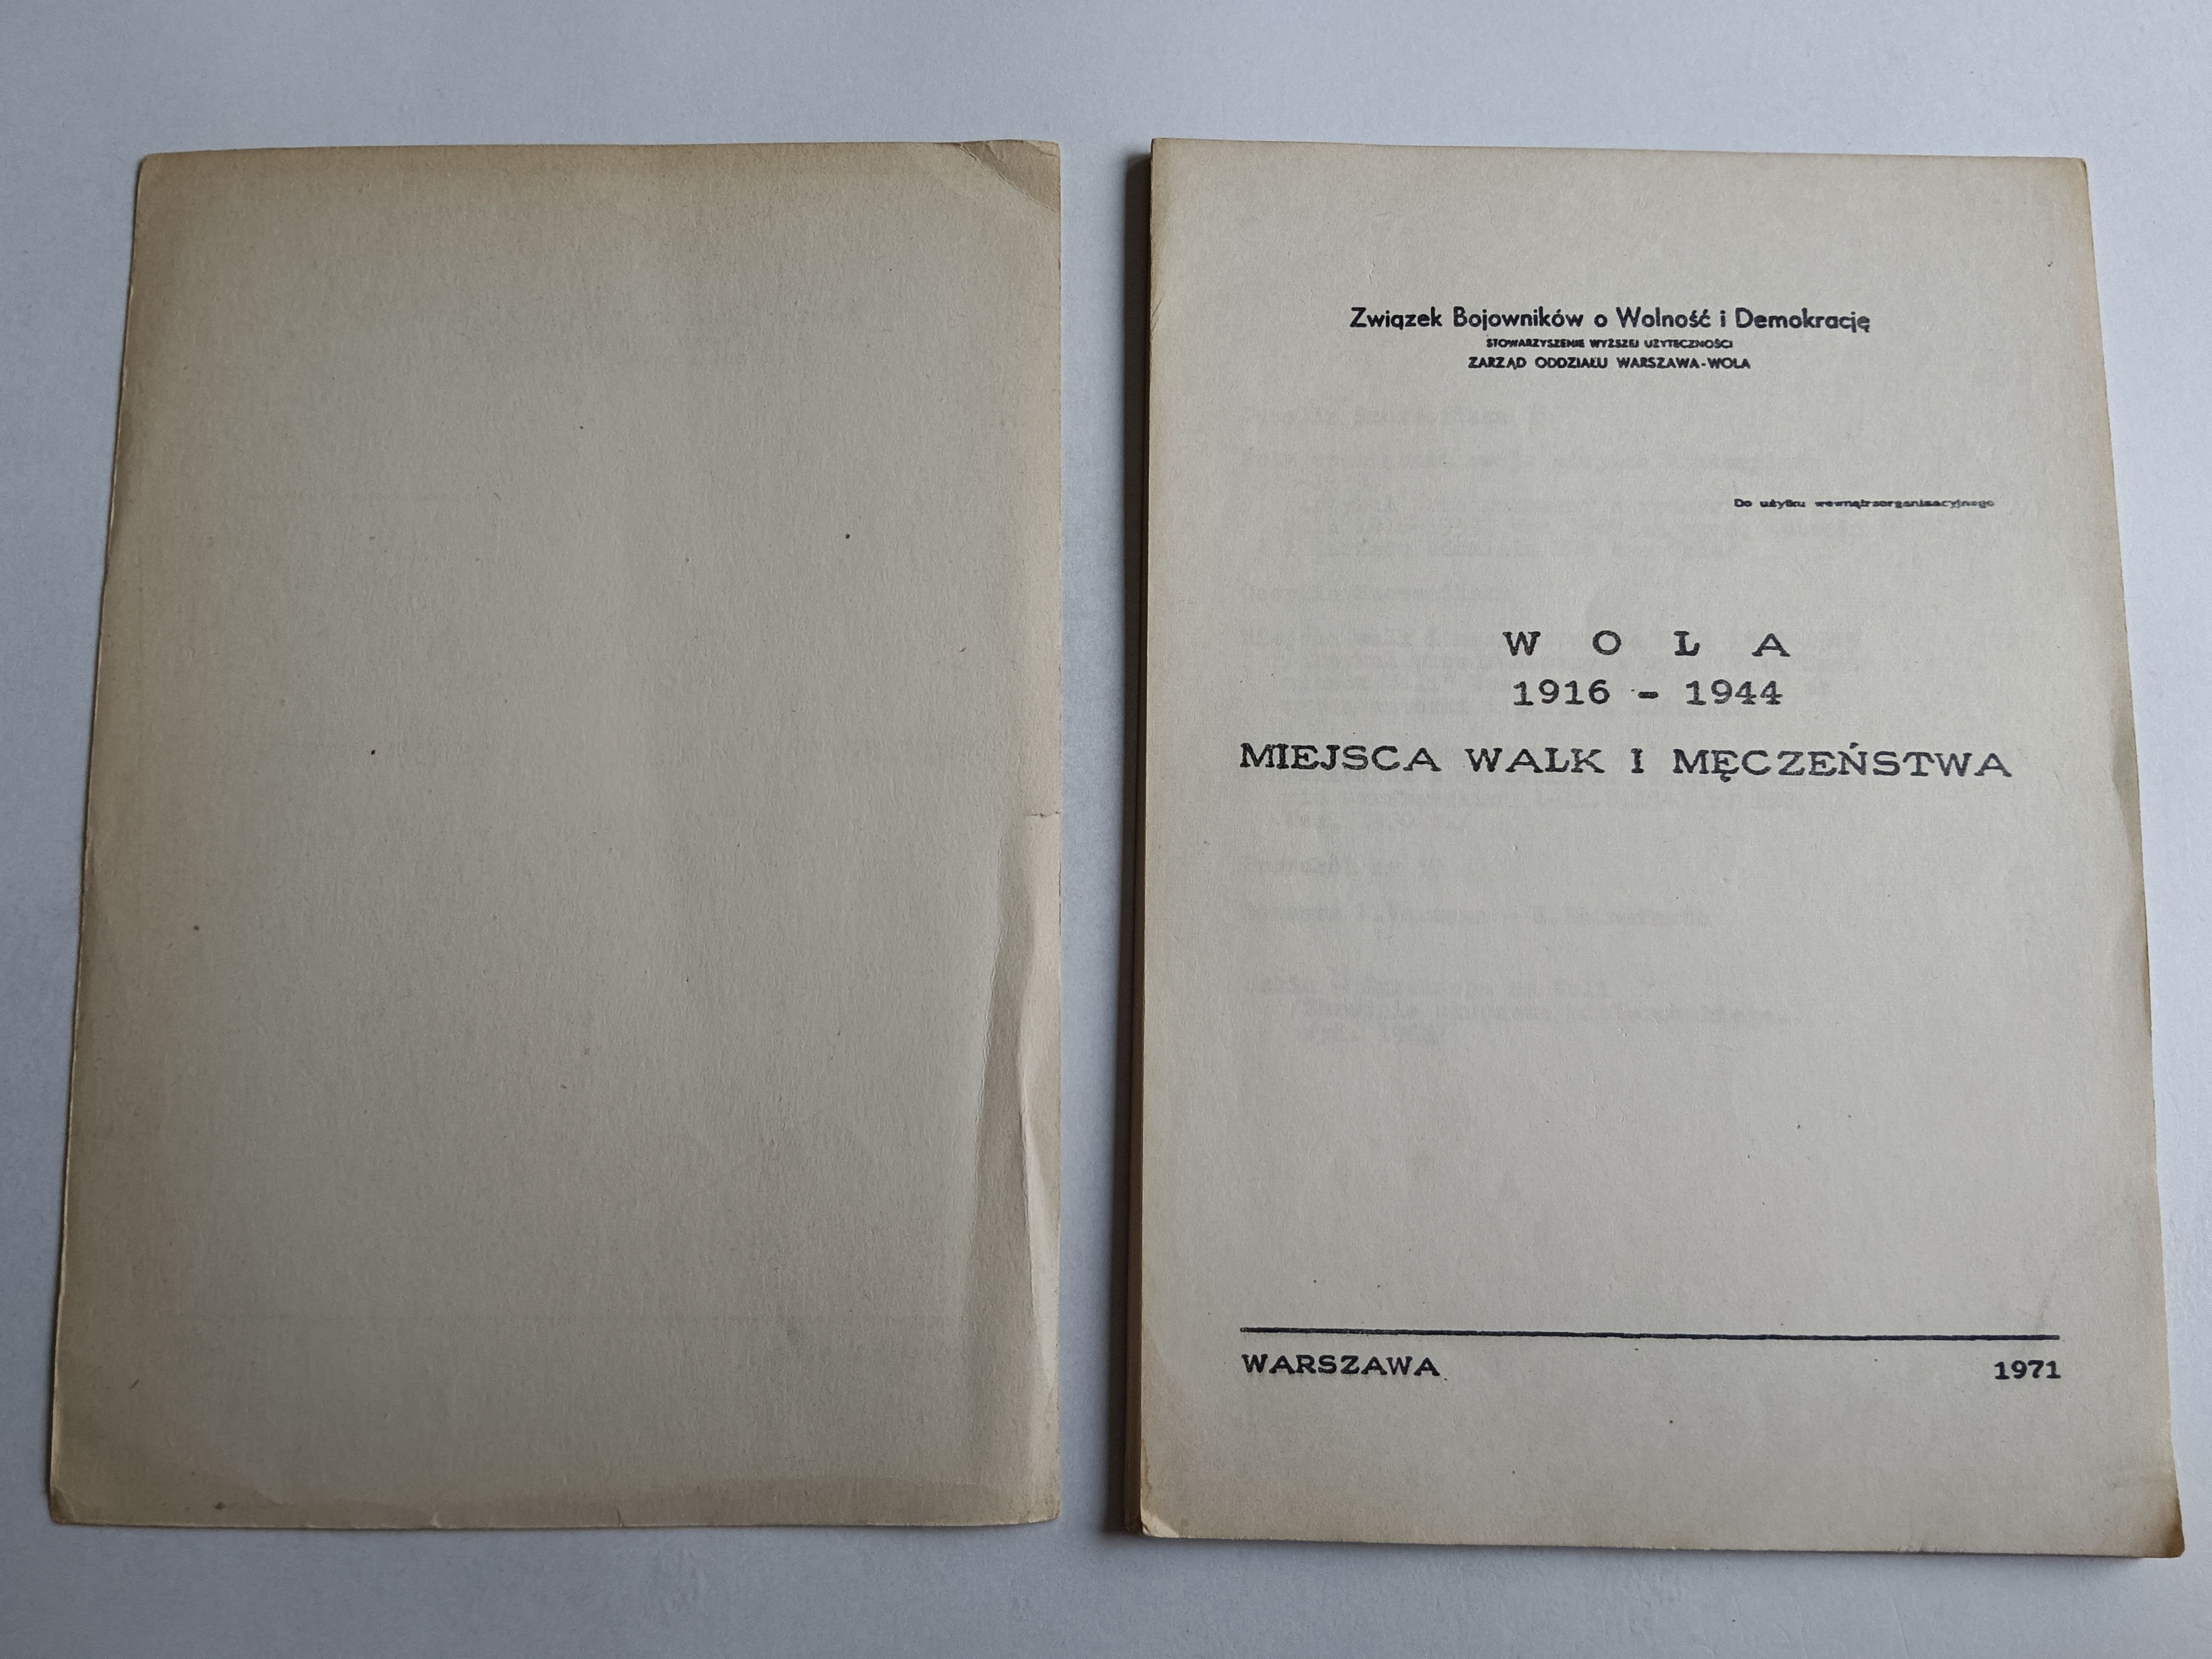 Związek Bojowników o Wolność i Demokrację
STOWARZYSZENIE WYŻSZEJ UŻYTECZNOŚCI
ZARZĄD ODDZIAŁU WARSZAWA-WOLA
Do użytku wewnątrzorganizacyjnego
W O L A
1916 - 1944
MIEJSCA WALK I MĘCZEŃSTWA
WARSZAWA 1971